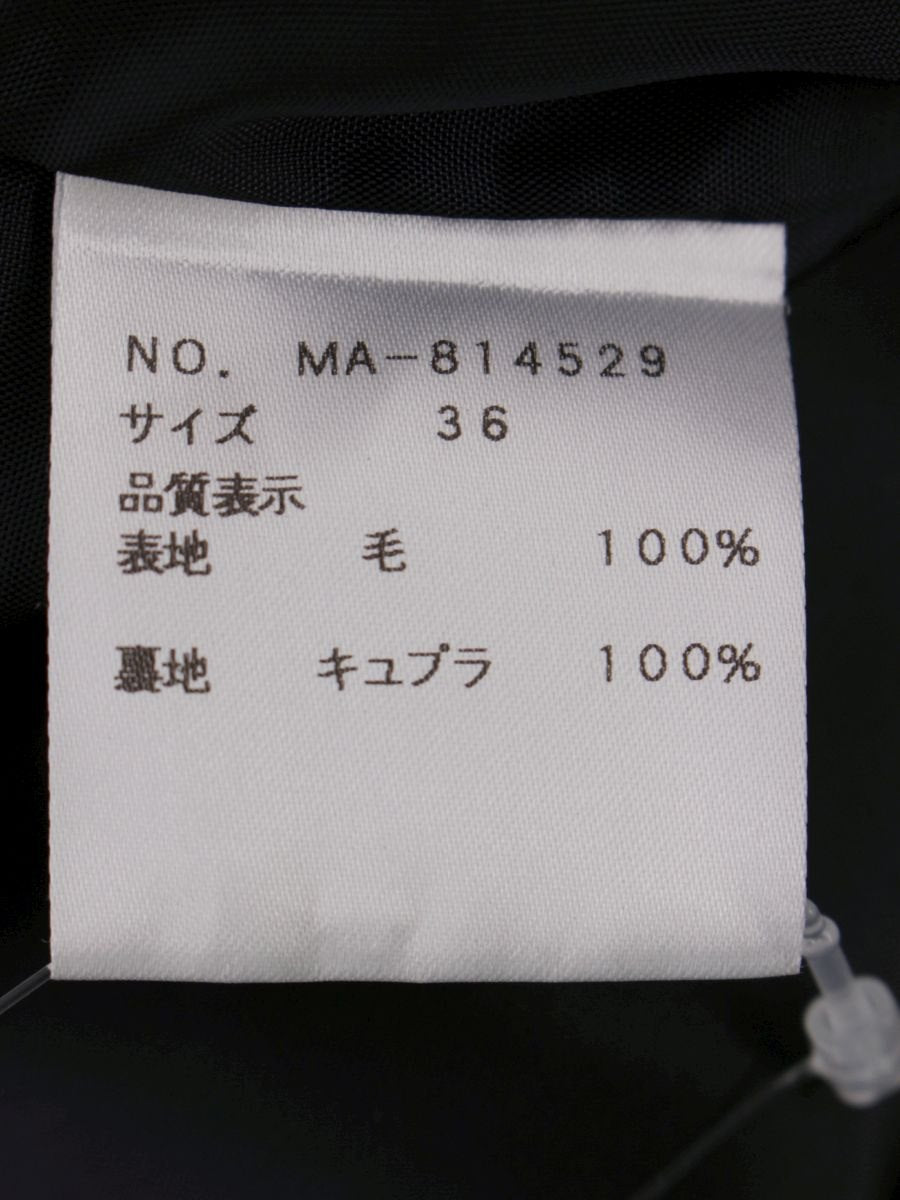 NO. MA-814529
サイズ 36
品質表示
表地 毛 100%
裏地 キュプラ 100%